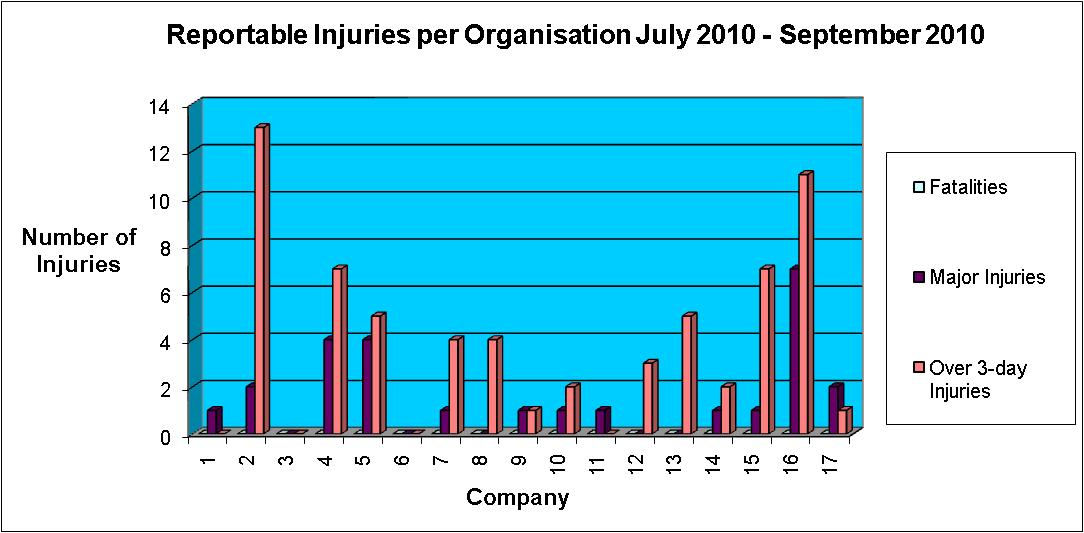 Reportable Injuries per Organisation July 2010 - September 2010
14
12
10
8
6
4
2
0
Number of
Injuries
1 2 3 4 5 6 7 8 9 10 11 12 13 14 15 16 17
Company
Fatalities
Major Injuries
Over 3-day
Injuries